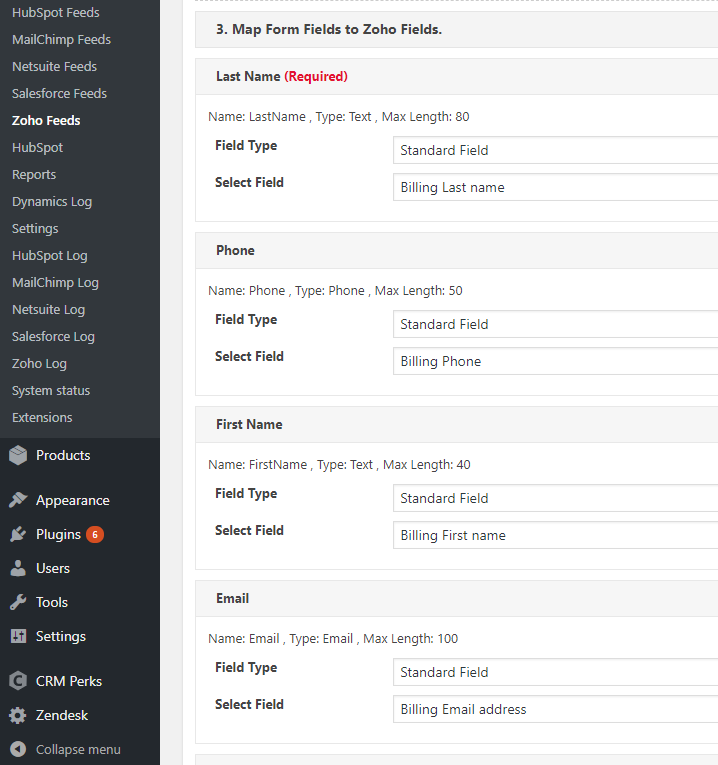 HubSpot Feeds
MailChimp Feeds
Netsuite Feeds
Salesforce Feeds
Zoho Feeds
HubSpot
Reports
Dynamics Log
Settings
HubSpot Log
MailChimp Log
Netsuite Log
Salesforce Log
Zoho Log
System status
Extensions
Products
Appearance
Plugins 6
Users
Tools
Settings
CRM Perks
Zendesk
Collapse menu
3. Map Form Fields to Zoho Fields.
Last Name (Required)
Name: LastName , Type: Text , Max Length: 80
Field Type Standard Field
Select Field Billing Last name
Phone
Name: Phone , Type: Phone , Max Length: 50
Field Type Standard Field
Select Field Billing Phone
First Name
Name: FirstName , Type: Text , Max Length: 40
Field Type Standard Field
Select Field Billing First name
Email
Name: Email , Type: Email , Max Length: 100
Field Type Standard Field
Select Field Billing Email address